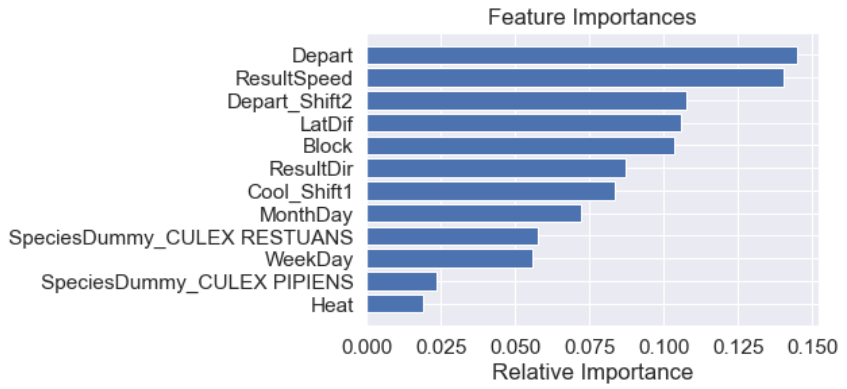 Feature Importances
Depart
ResultSpeed
Depart_Shift2
LatDif
Block
ResultDir
Cool_Shift1
MonthDay
SpeciesDummy_CULEX RESTUANS
WeekDay
SpeciesDummy_CULEX PIPIENS
Heat
0.000 0.025 0.050 0.075 0.100 0.125 0.150
Relative Importance